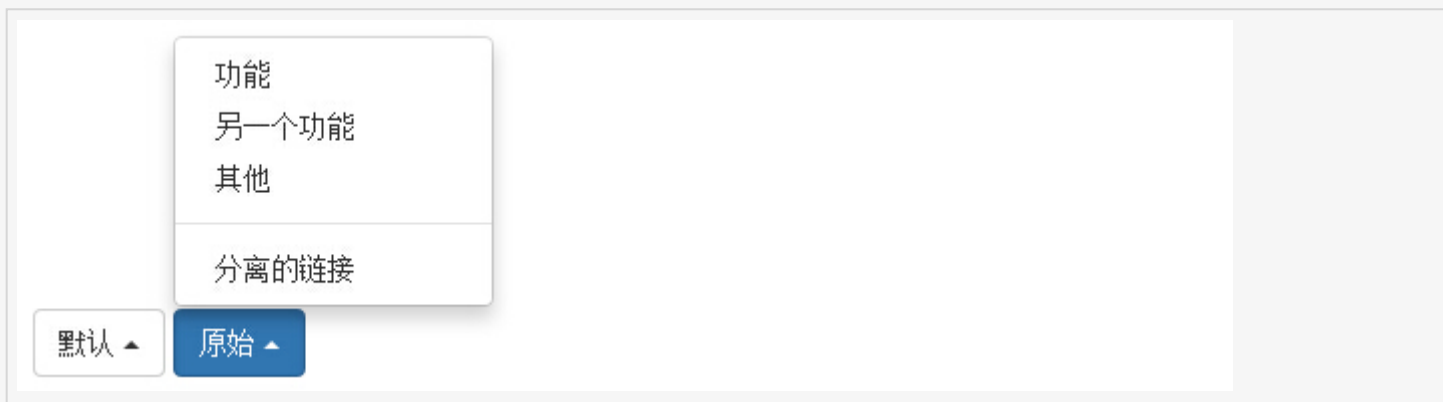 功能
另一个功能
其他
分离的链接
默认 原始